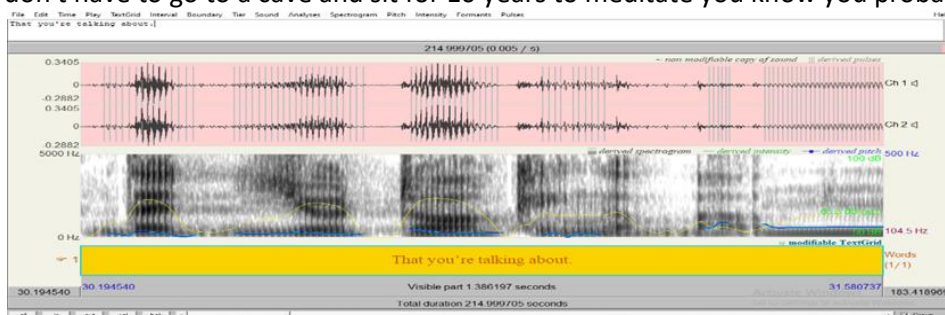 don't have to go to a cave and sit for 20 years to meditate you know you proba
File Edit Time Play TextGrid Interval Boundary Tier Sound Analyses Spectrogram Pitch Intensity Formants Pulses
That you're talking about.
214.999705 (0.005 / s)
0.3405
~ non modifiable copy of sound derived pulses
0
Ch 1
-0.2882
0.3405
0
Ch 2
-0.2882
5000 Hz
derived spectrogram derived intensity derived pitch 500 Hz
100 dB
0 Hz
104.5 Hz
modifiable TextGrid
1
That you're talking about.
Words
(1/1)
30.194540 30.194540 Visible part 1.386197 seconds 31.580737 183.418969
Total duration 214.999705 seconds